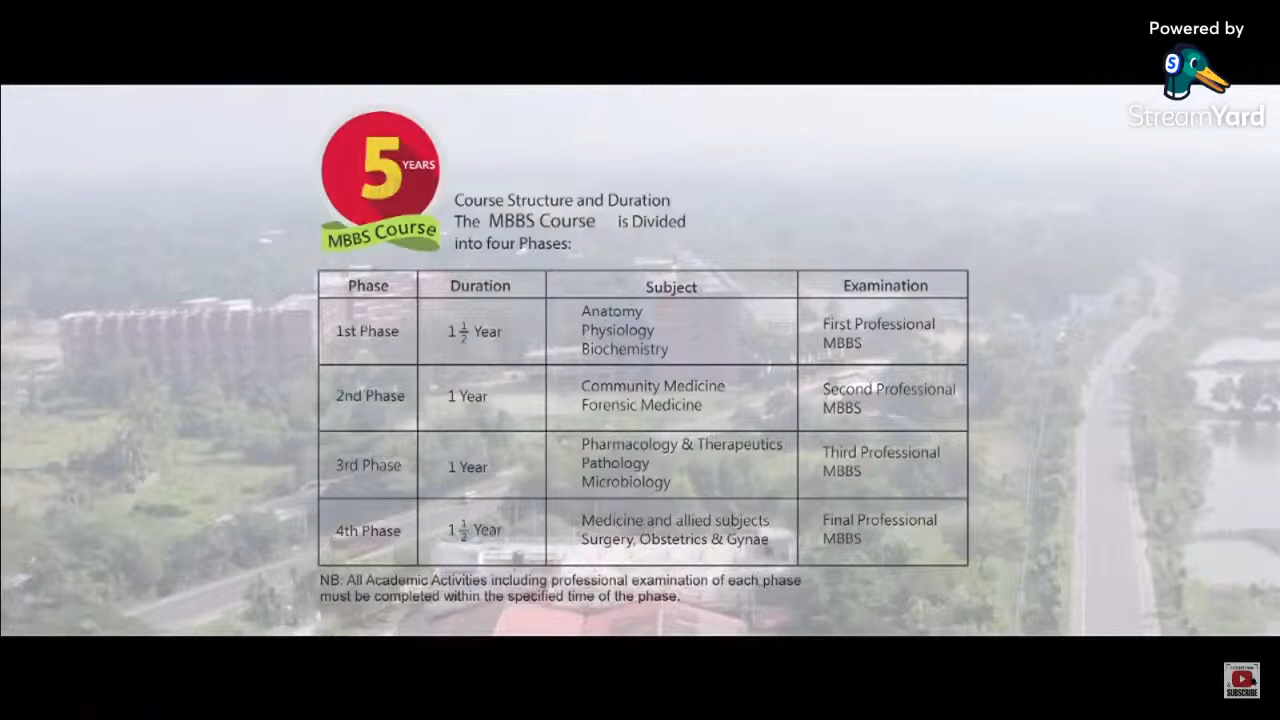 Powered by
StreamYard
5 YEARS
MBBS Course
Course Structure and Duration
The MBBS Course is Divided
into four Phases:
Phase Duration Subject Examination
1st Phase 1 1/2 Year Anatomy Physiology Biochemistry First Professional MBBS
2nd Phase 1 Year Community Medicine Forensic Medicine Second Professional MBBS
3rd Phase 1 Year Pharmacology & Therapeutics Pathology Microbiology Third Professional MBBS
4th Phase 1 1/2 Year Medicine and allied subjects Surgery, Obstetrics & Gynae Final Professional MBBS
NB: All Academic Activities including professional examination of each phase
must be completed within the specified time of the phase.
SUBSCRIBE